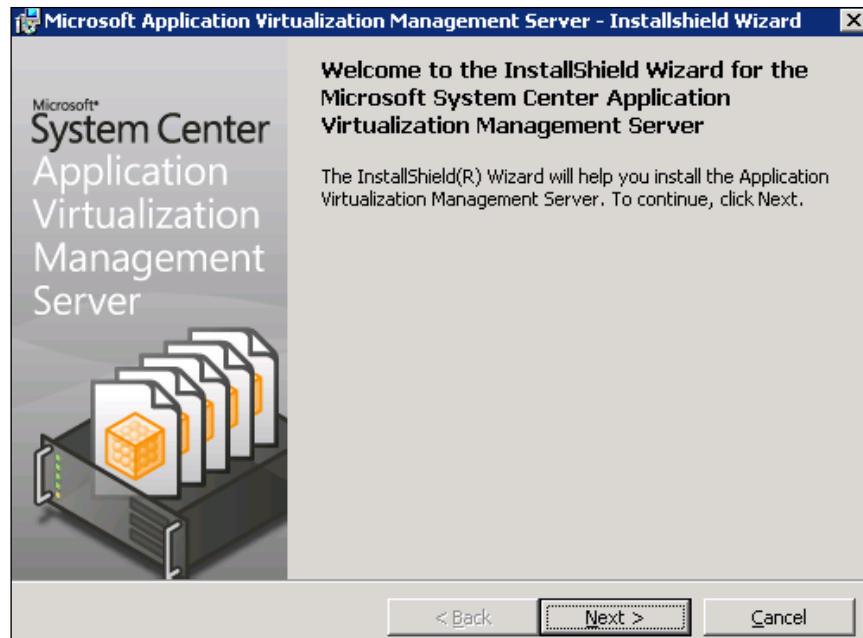 Microsoft Application Virtualization Management Server - Installshield Wizard
Microsoft®
System Center
Application
Virtualization
Management
Server
Welcome to the InstallShield Wizard for the
Microsoft System Center Application
Virtualization Management Server
The InstallShield(R) Wizard will help you install the Application
Virtualization Management Server. To continue, click Next.
< Back
Next >
Cancel